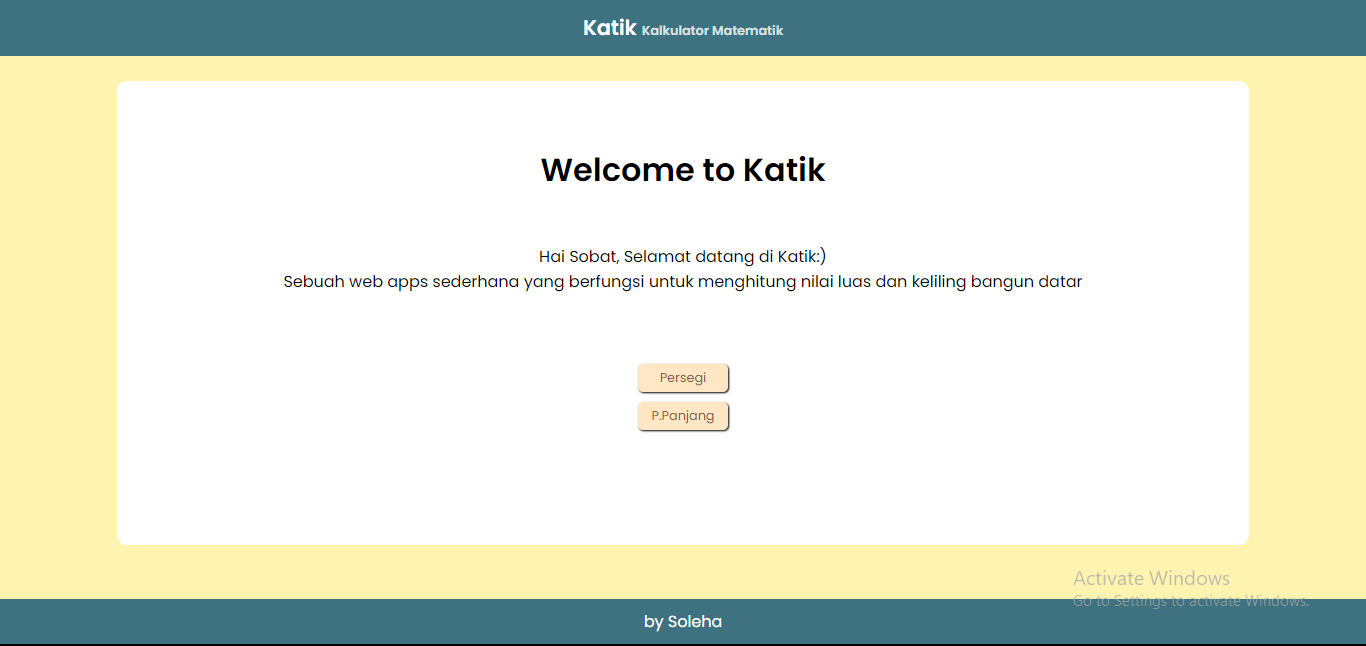 Katik Kalkulator Matematik
Welcome to Katik
Hai Sobat, Selamat datang di Katik:)
Sebuah web apps sederhana yang berfungsi untuk menghitung nilai luas dan keliling bangun datar
Persegi
P.Panjang
Activate Windows
Go to Settings to activate Windows.
by Soleha